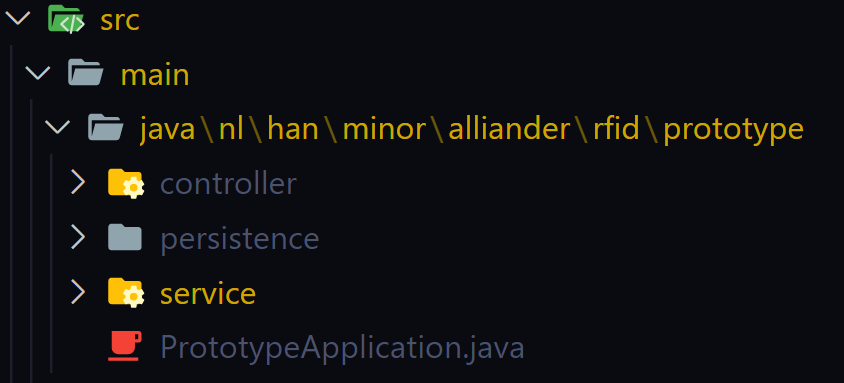 src
main
java\nl\han\minor\alliander\rfid\prototype
controller
persistence
service
PrototypeApplication.java